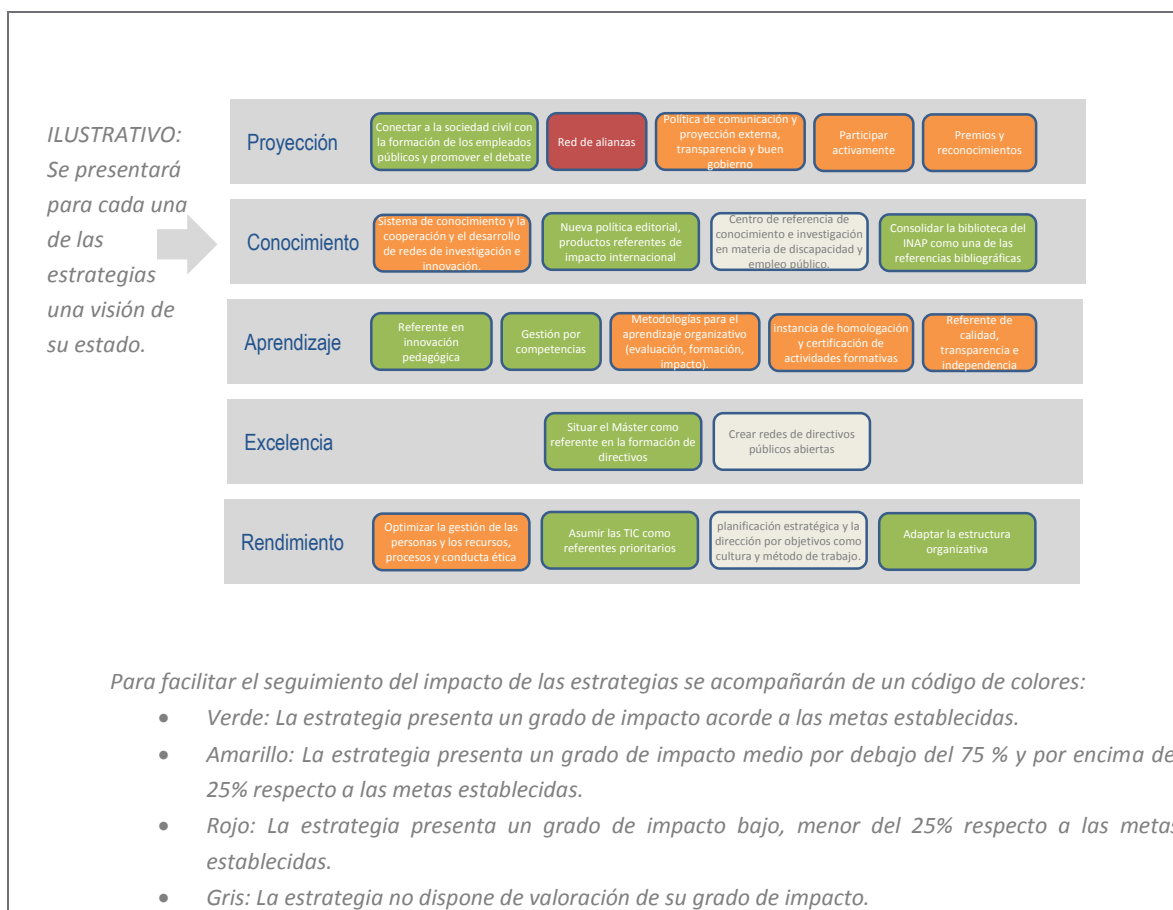 ILUSTRATIVO:
Se presentará
para cada una
de las
estrategias
una visión de
su estado.
Proyección
Conectar a la sociedad civil con
la formación de los empleados
públicos y promover el debate
Red de alianzas
Política de comunicación y
proyección externa,
transparencia y buen
gobierno
Participar
activamente
Premios y
reconocimientos
Conocimiento
Sistema de conocimiento y la
cooperación y el desarrollo
de redes de investigación e
innovación.
Nueva política editorial,
productos referentes de
impacto internacional
Centro de referencia de
conocimiento e investigación
en materia de discapacidad y
empleo público.
Consolidar la biblioteca del
INAP como una de las
referencias bibliográficas
Aprendizaje
Referente en
innovación
pedagógica
Gestión por
competencias
Metodologías para el
aprendizaje organizativo
(evaluación, formación,
impacto).
instancia de homologación
y certificación de
actividades formativas
Referente de
calidad,
transparencia e
independencia
Excelencia
Situar el Máster como
referente en la formación de
directivos
Crear redes de directivos
públicos abiertas
Rendimiento
Optimizar la gestión de las
personas y los recursos,
procesos y conducta ética
Asumir las TIC como
referentes prioritarios
planificación estratégica y la
dirección por objetivos como
cultura y método de trabajo.
Adaptar la estructura
organizativa
Para facilitar el seguimiento del impacto de las estrategias se acompañarán de un código de colores:
• Verde: La estrategia presenta un grado de impacto acorde a las metas establecidas.
• Amarillo: La estrategia presenta un grado de impacto medio por debajo del 75 % y por encima de
25% respecto a las metas establecidas.
• Rojo: La estrategia presenta un grado de impacto bajo, menor del 25% respecto a las metas
establecidas.
• Gris: La estrategia no dispone de valoración de su grado de impacto.